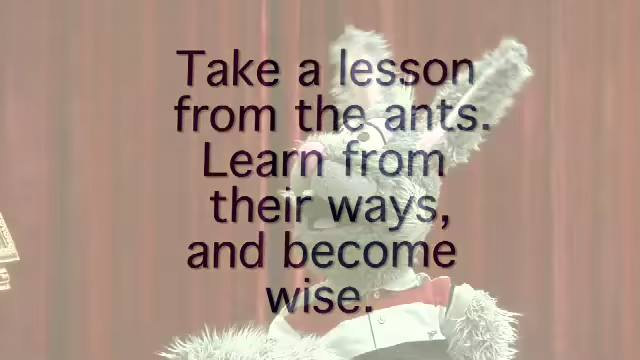 Take a lesson
from the ants.
Learn from
their ways,
and become
wise.